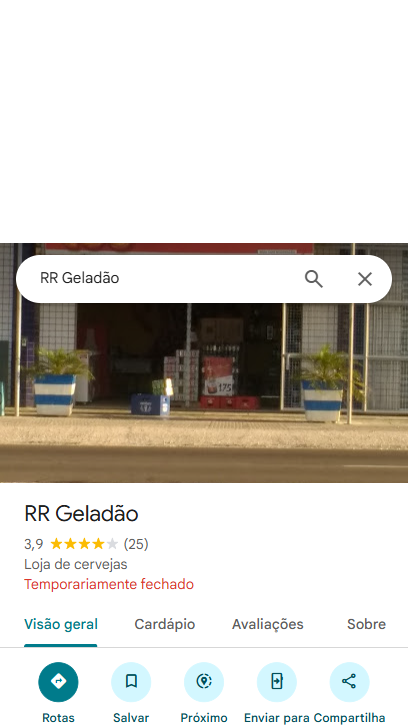 RR Geladão
RR Geladão
3,9 (25)
Loja de cervejas
Temporariamente fechado
Visão geral Cardápio Avaliações Sobre
Rotas Salvar Próximo Enviar para Compartilha